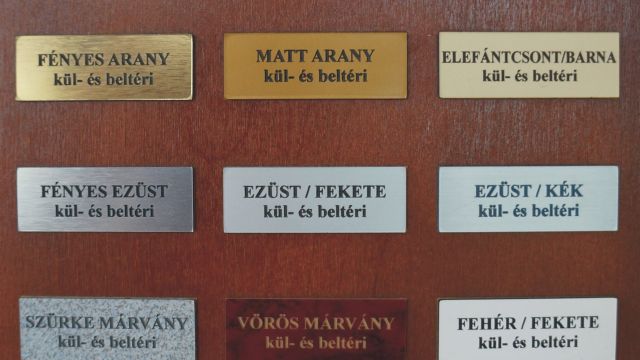 FÉNYES ARANY
kül- és beltéri
MATT ARANY
kül- és beltéri
ELEFÁNTCSONT/BARNA
kül- és beltéri
FÉNYES EZÜST
kül- és beltéri
EZÜST / FEKETE
kül- és beltéri
EZÜST / KÉK
kül- és beltéri
SZÜRKE MÁRVÁNY
kül- és beltéri
VÖRÖS MÁRVÁNY
kül- és beltéri
FEHÉR / FEKETE
kül- és beltéri